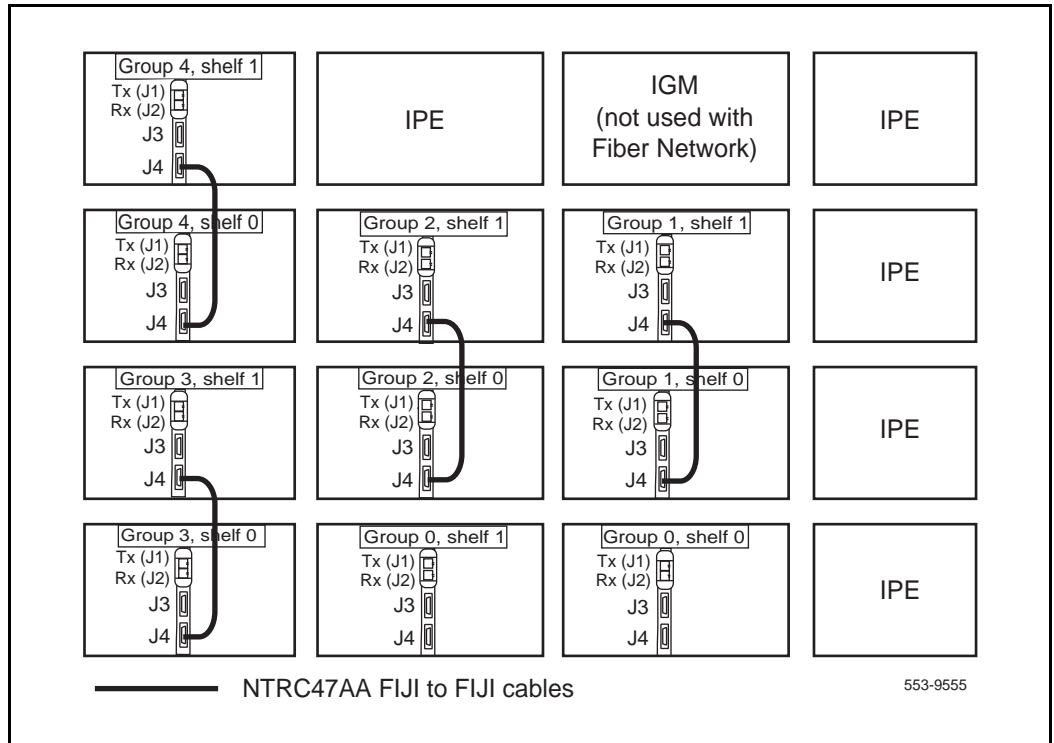 Group 4, shelf 1
Tx (J1)
Rx (J2)
J3
J4
IPE
IGM
(not used with
Fiber Network)
IPE
Group 4, shelf 0
Tx (J1)
Rx (J2)
J3
J4
Group 2, shelf 1
Tx (J1)
Rx (J2)
J3
J4
Group 1, shelf 1
Tx (J1)
Rx (J2)
J3
J4
IPE
Group 3, shelf 1
Tx (J1)
Rx (J2)
J3
J4
Group 2, shelf 0
Tx (J1)
Rx (J2)
J3
J4
Group 1, shelf 0
Tx (J1)
Rx (J2)
J3
J4
IPE
Group 3, shelf 0
Tx (J1)
Rx (J2)
J3
J4
Group 0, shelf 1
Tx (J1)
Rx (J2)
J3
J4
Group 0, shelf 0
Tx (J1)
Rx (J2)
J3
J4
IPE
NTRC47AA FIJI to FIJI cables
553-9555